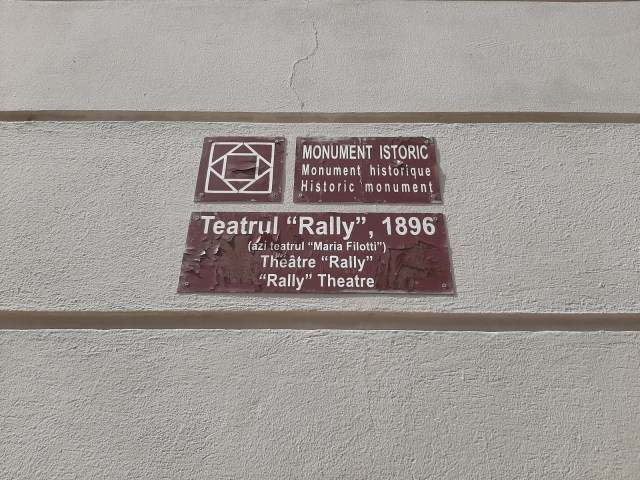 MONUMENT ISTORIC
Monument historique
Historic monument
Teatrul “Rally”, 1896
(azi teatrul “Maria Filotti”)
Théâtre “Rally”
“Rally” Theatre